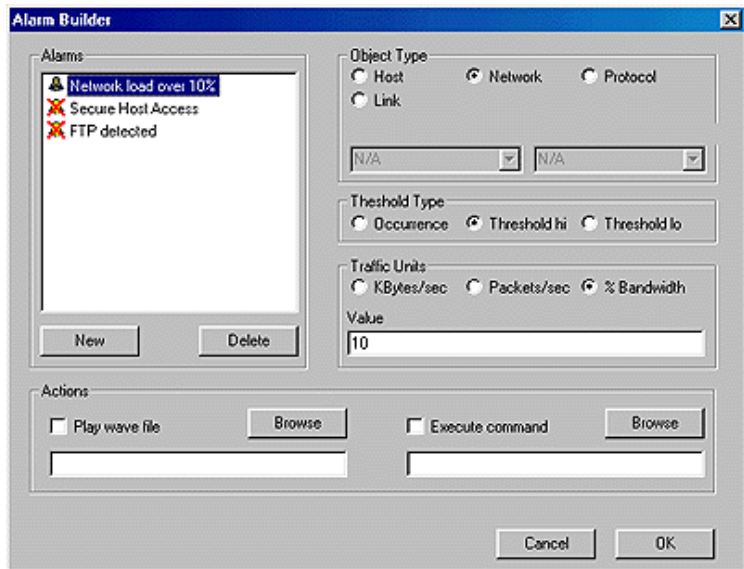 Alarm Builder
Alarms
Network load over 10%
Secure Host Access
FTP detected
New
Delete
Object Type
Host
Network
Protocol
Link
N/A
N/A
Theshold Type
Occurrence
Threshold hi
Threshold lo
Traffic Units
KBytes/sec
Packets/sec
% Bandwidth
Value
10
Actions
Play wave file
Browse
Execute command
Browse
Cancel
OK